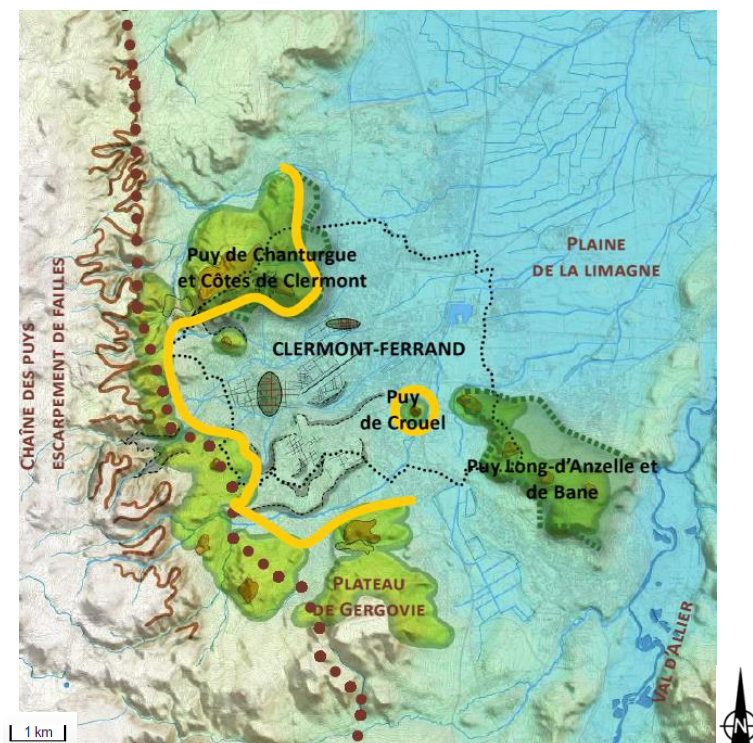 Puy de Chanturgue
et Côtes de Clermont
PLAINE
DE LA LIMAGNE
CHAÎNE DES PUYS
ESCARPEMENT DE FAILLES
CLERMONT-FERRAND
Puy
de Crouel
Puy Long-d'Anzelle et
de Bane
PLATEAU
DE GERGOVIE
VAL D'ALLIER
1 km
N